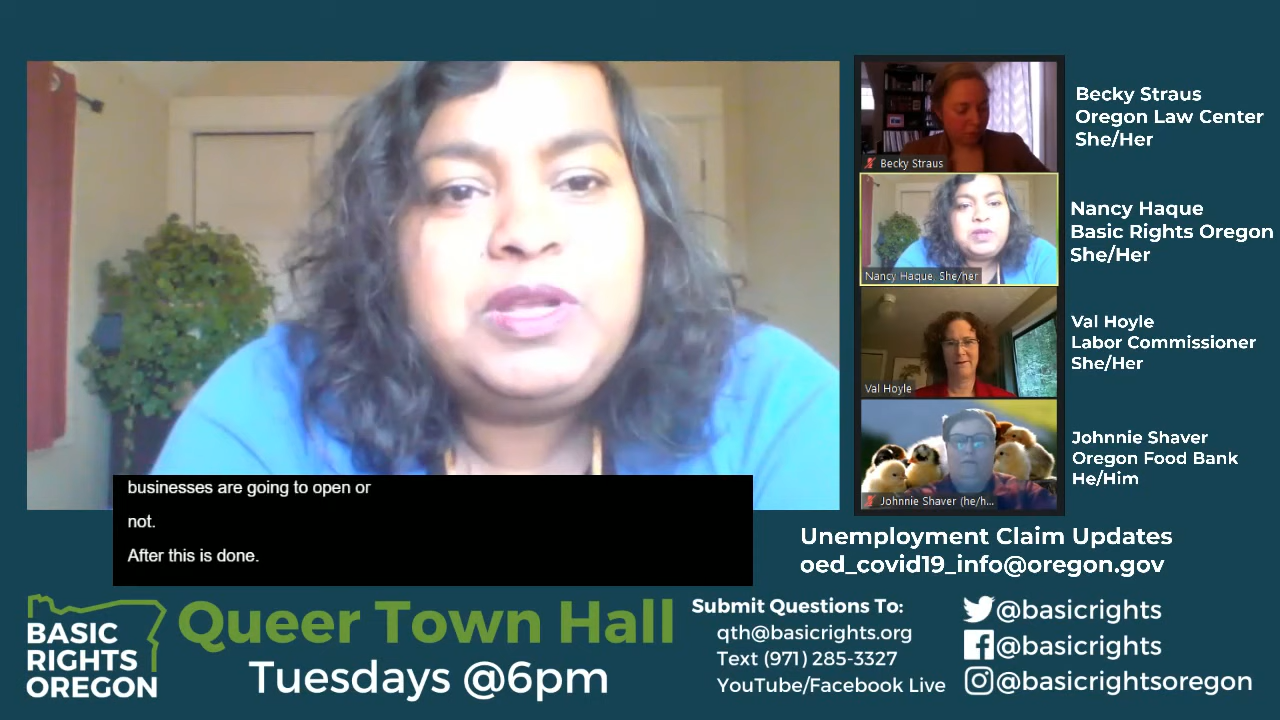 Becky Straus
Oregon Law Center
She/Her
Becky Straus
Nancy Haque
Basic Rights Oregon
She/Her
Nancy Haque, She/her
Val Hoyle
Labor Commissioner
She/Her
Val Hoyle
Johnnie Shaver
Oregon Food Bank
He/Him
Johnnie Shaver (he/h...
businesses are going to open or
not.
After this is done.
Unemployment Claim Updates
oed_covid19_info@oregon.gov
BASIC
RIGHTS
OREGON
Queer Town Hall
Tuesdays @6pm
Submit Questions To:
qth@basicrights.org
Text (971) 285-3327
YouTube/Facebook Live
@basicrights
@basicrights
@basicrightsoregon